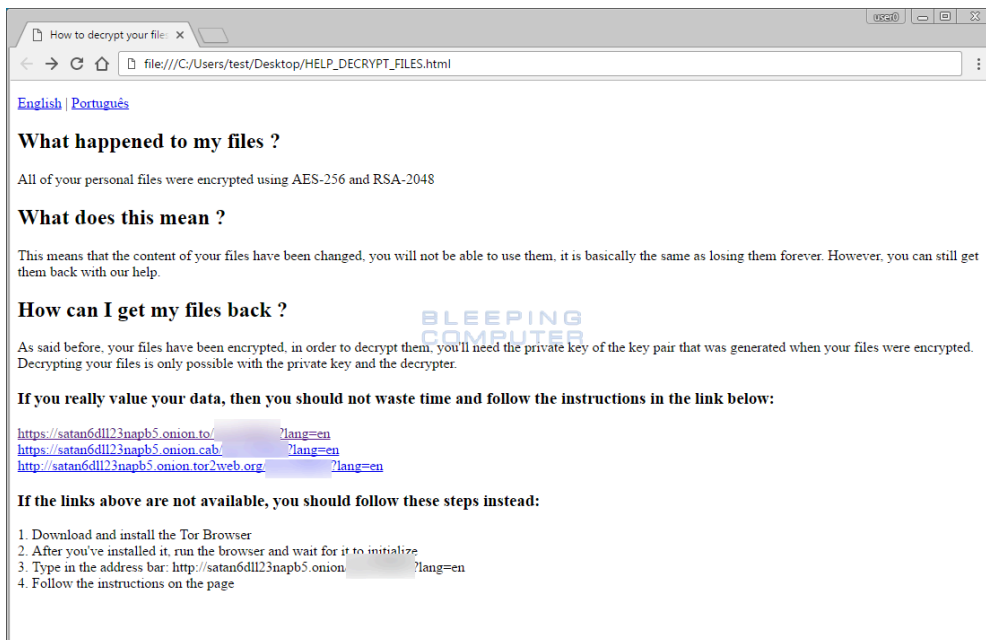 user0
How to decrypt your file
file:///C:/Users/test/Desktop/HELP_DECRYPT_FILES.html
English | Português
What happened to my files ?
All of your personal files were encrypted using AES-256 and RSA-2048
What does this mean ?
This means that the content of your files have been changed, you will not be able to use them, it is basically the same as losing them forever. However, you can still get
them back with our help.
How can I get my files back ?
BLEEPING
COMPUTER
As said before, your files have been encrypted, in order to decrypt them, you'll need the private key of the key pair that was generated when your files were encrypted.
Decrypting your files is only possible with the private key and the decrypter.
If you really value your data, then you should not waste time and follow the instructions in the link below:
https://satan6dll23napb5.onion.to/ ?lang=en
https://satan6dll23napb5.onion.cab/ ?lang=en
http://satan6dll23napb5.onion.tor2web.org/ ?lang=en
If the links above are not available, you should follow these steps instead:
1. Download and install the Tor Browser
2. After you've installed it, run the browser and wait for it to initialize
3. Type in the address bar: http://satan6dll23napb5.onion/ ?lang=en
4. Follow the instructions on the page